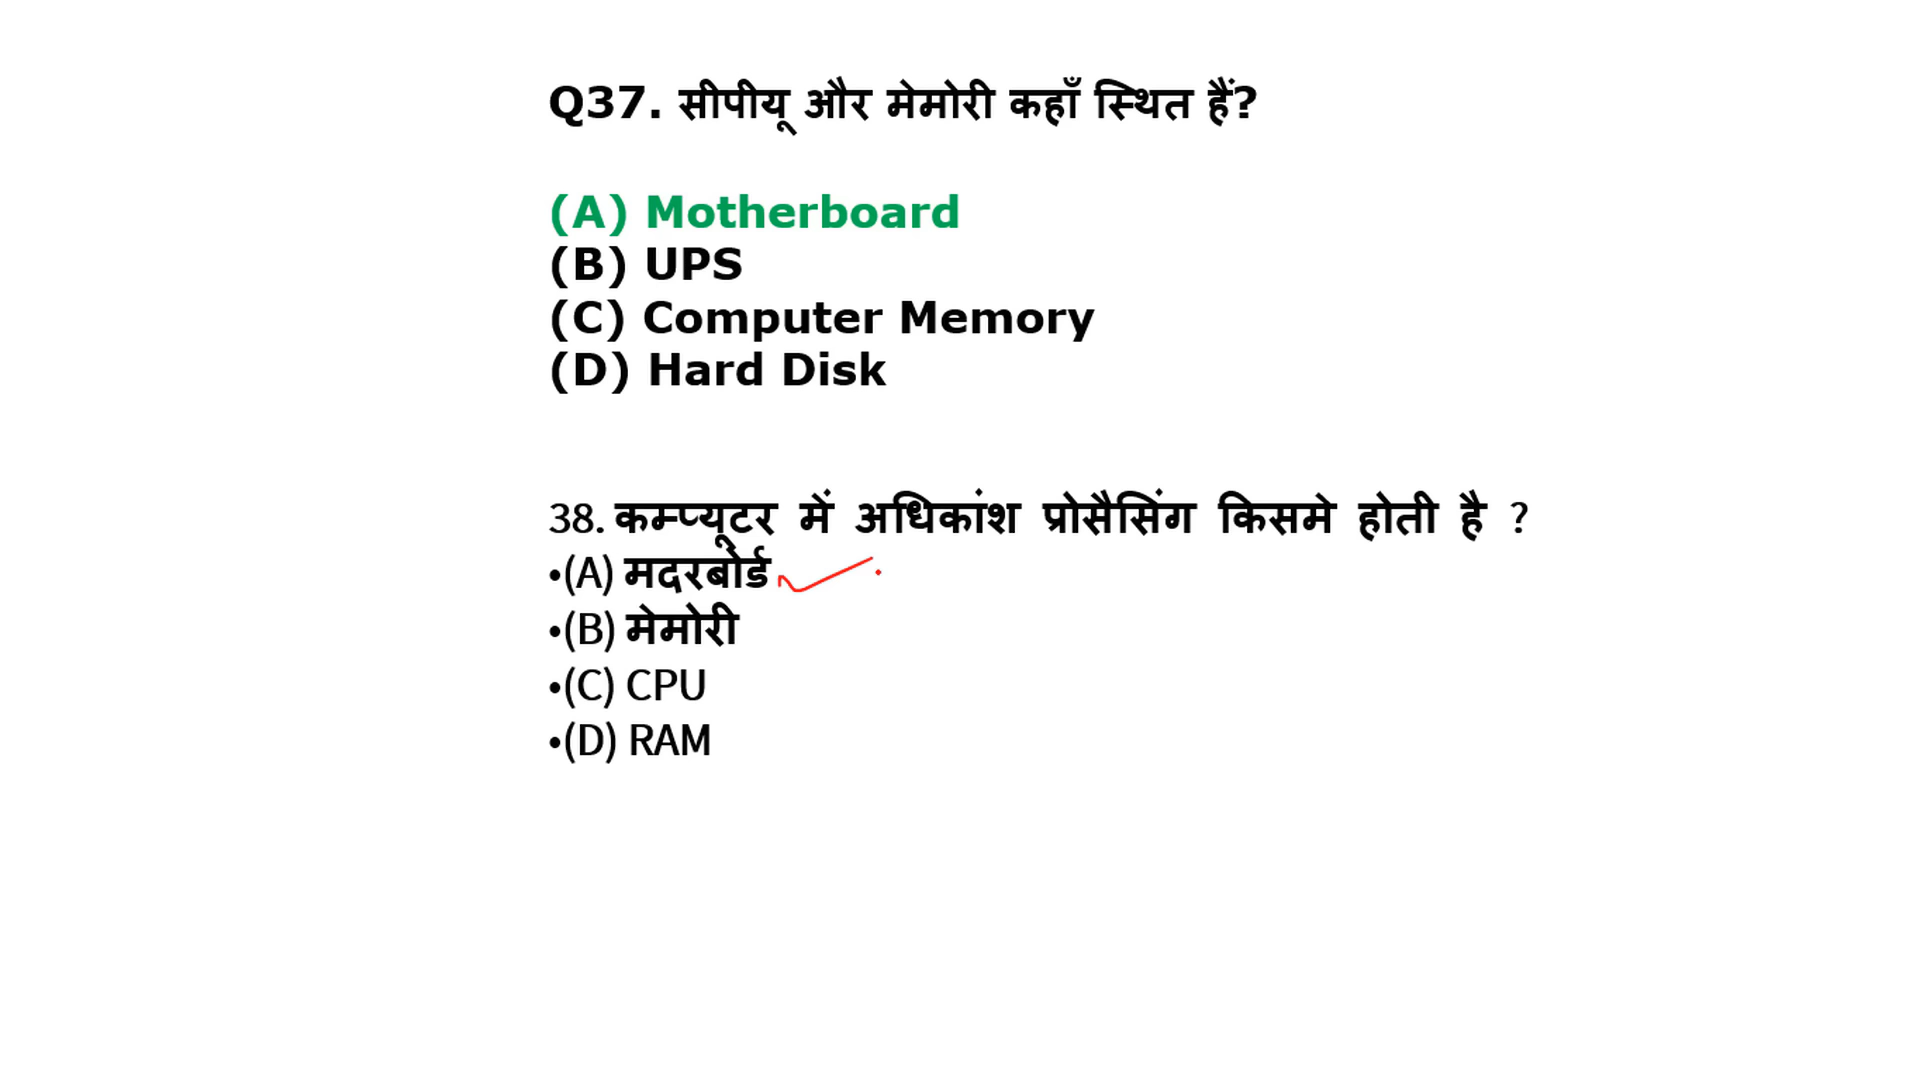 Q37. सीपीयू और मेमोरी कहाँ स्थित हैं?
(A) Motherboard
(B) UPS
(C) Computer Memory
(D) Hard Disk
38. कम्प्यूटर में अधिकांश प्रोसैसिंग किसमे होती है ?
•(A) मदरबोर्ड
•(B) मेमोरी
•(C) CPU
•(D) RAM